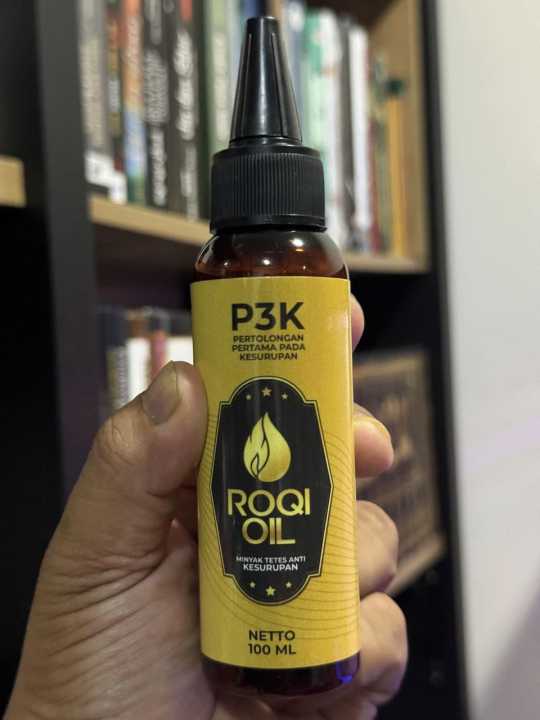 P3K
PERTOLONGAN
PERTAMA PADA
KESURUPAN
ROQI
OIL
MINYAK TETES ANTI
KESURUPAN
NETTO
100 ML